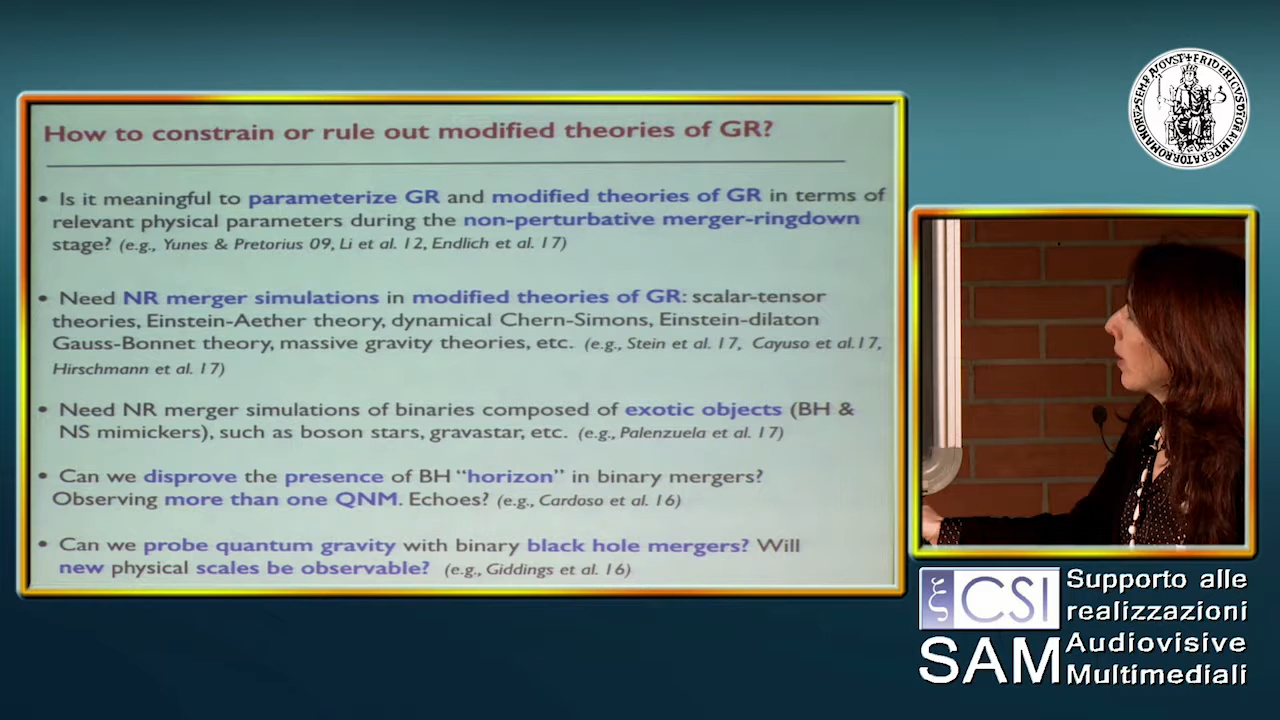 How to constrain or rule out modified theories of GR?
• Is it meaningful to parameterize GR and modified theories of GR in terms of
relevant physical parameters during the non-perturbative merger-ringdown
stage? (e.g., Yunes & Pretorius 09, Li et al. 12, Endlich et al. 17)
• Need NR merger simulations in modified theories of GR: scalar-tensor
theories, Einstein-Aether theory, dynamical Chern-Simons, Einstein-dilaton
Gauss-Bonnet theory, massive gravity theories, etc. (e.g., Stein et al. 17, Cayuso et al.17,
Hirschmann et al. 17)
• Need NR merger simulations of binaries composed of exotic objects (BH &
NS mimickers), such as boson stars, gravastar, etc. (e.g., Palenzuela et al. 17)
• Can we disprove the presence of BH “horizon” in binary mergers?
Observing more than one QNM. Echoes? (e.g., Cardoso et al. 16)
• Can we probe quantum gravity with binary black hole mergers? Will
new physical scales be observable? (e.g., Giddings et al. 16)
ξ CSI
SAM
Supporto alle
realizzazioni
Audiovisive
Multimediali